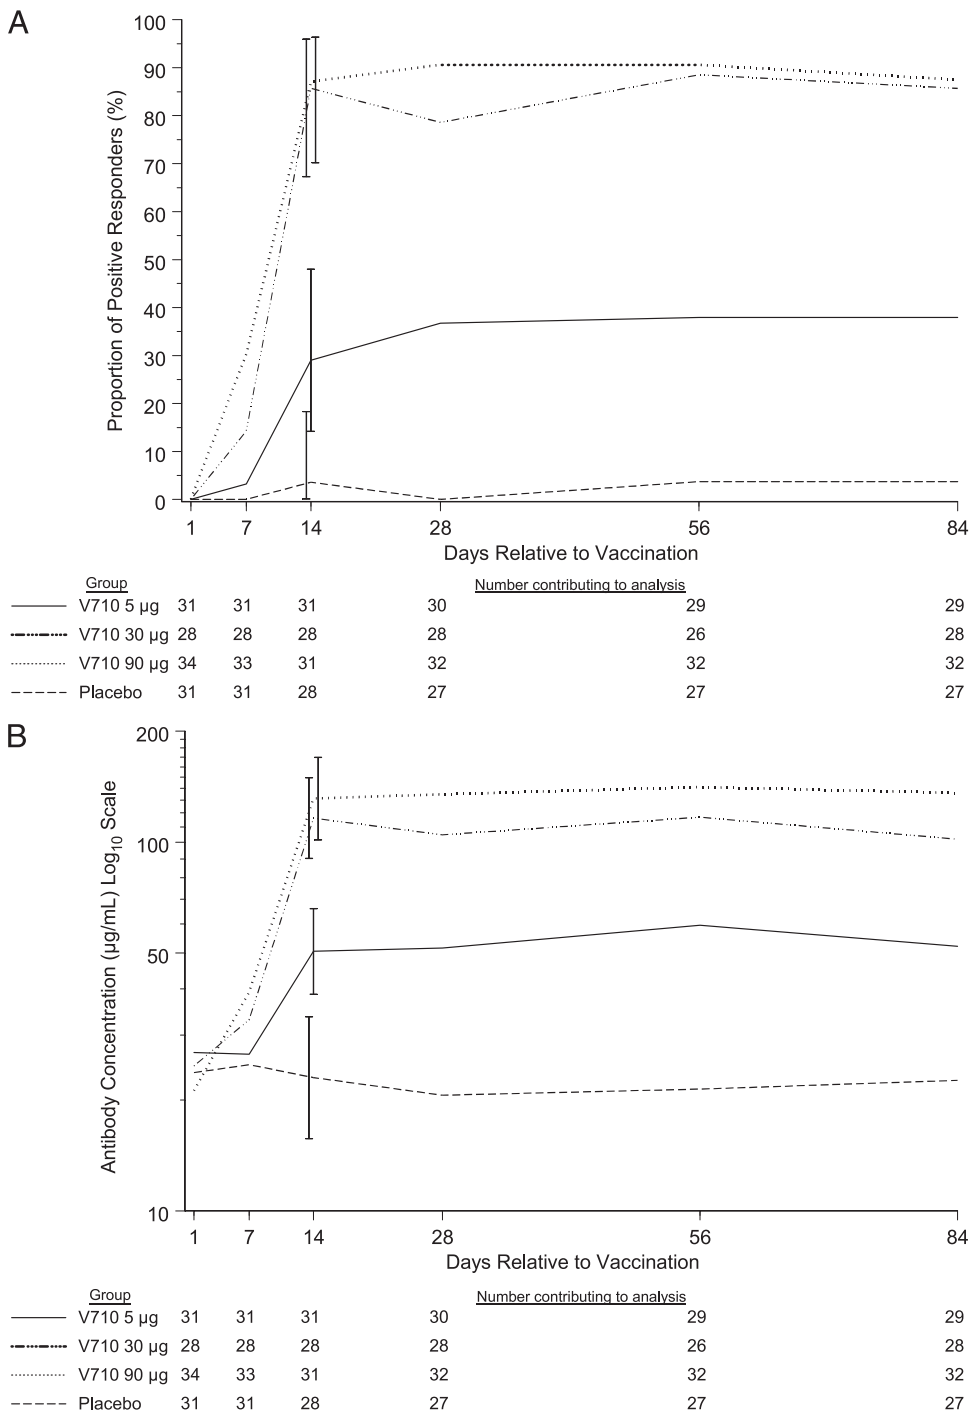 A
Proportion of Positive Responders (%)
100
90
80
70
60
50
40
30
20
10
0
1 7 14 28 56 84
Days Relative to Vaccination
Group Number contributing to analysis
V710 5 µg 31 31 31 30 29 29
V710 30 µg 28 28 28 28 26 28
V710 90 µg 34 33 31 32 32 32
Placebo 31 31 28 27 27 27
B
Antibody Concentration (µg/mL) Log10 Scale
200
100
50
10
1 7 14 28 56 84
Days Relative to Vaccination
Group Number contributing to analysis
V710 5 µg 31 31 31 30 29 29
V710 30 µg 28 28 28 28 26 28
V710 90 µg 34 33 31 32 32 32
Placebo 31 31 28 27 27 27